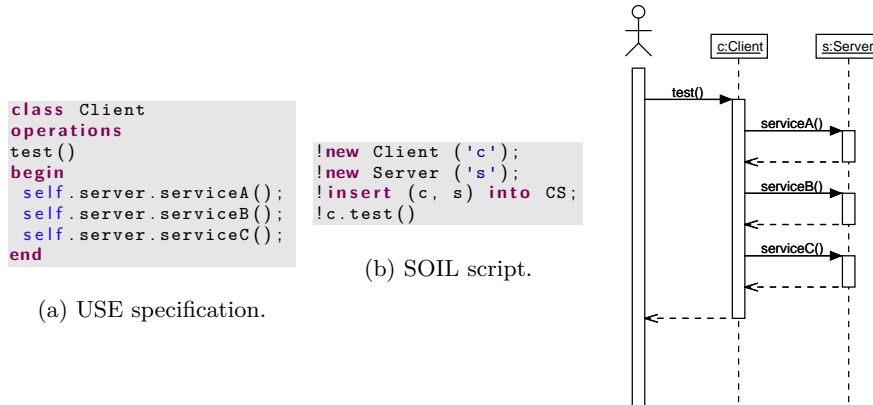 class Client
operations
test()
begin
 self.server.serviceA();
 self.server.serviceB();
 self.server.serviceC();
end
(a) USE specification.
!new Client ('c');
!new Server ('s');
!insert (c, s) into CS;
!c.test()
(b) SOIL script.
c:Client
s:Server
test()
serviceA()
serviceB()
serviceC()